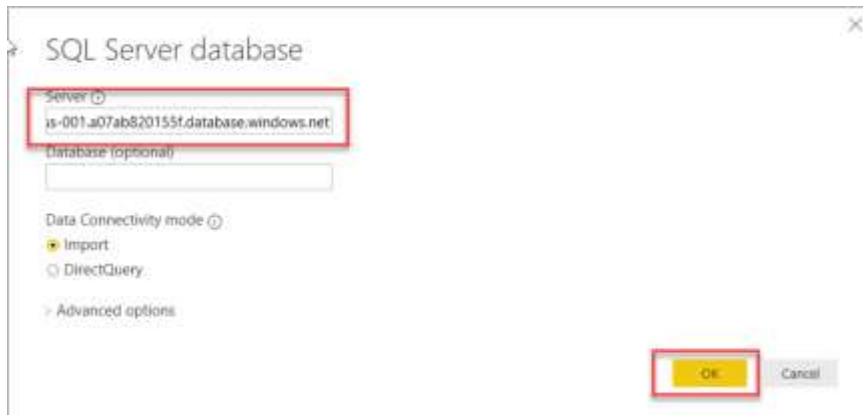 SQL Server database
Server
is-001.a07ab820155f.database.windows.net
Database (optional)
Data Connectivity mode
Import
DirectQuery
Advanced options
OK
Cancel